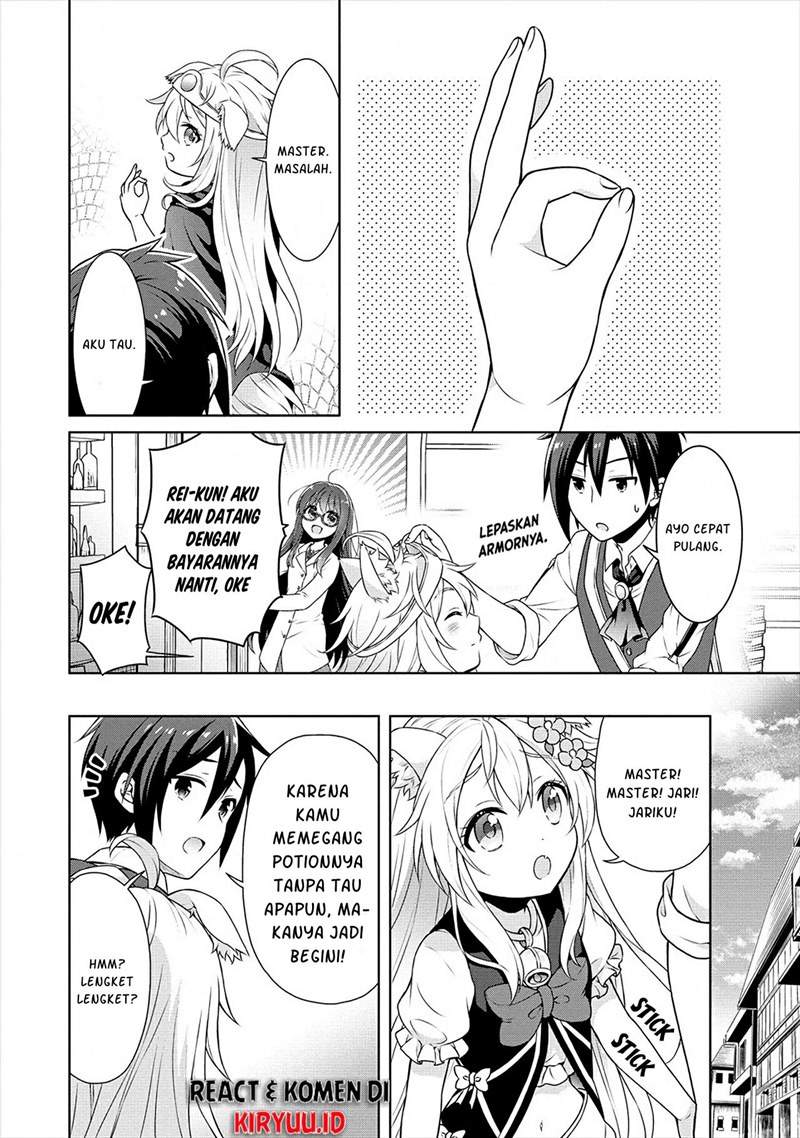 MASTER.
MASALAH.
AKU TAU.
AYO CEPAT
PULANG.
LEPASKAN
ARMORNYA.
REI-KUN! AKU
AKAN DATANG
DENGAN
BAYARANNYA
NANTI, OKE
OKE!
MASTER!
MASTER! JARI!
JARIKU!
STICK
STICK
KARENA
KAMU
MEMEGANG
POTIONNYA
TANPA TAU
APAPUN, MA-
KANYA JADI
BEGINI!
HMM?
LENGKET
LENGKET?
REACT & KOMEN DI
KIRYUU.ID